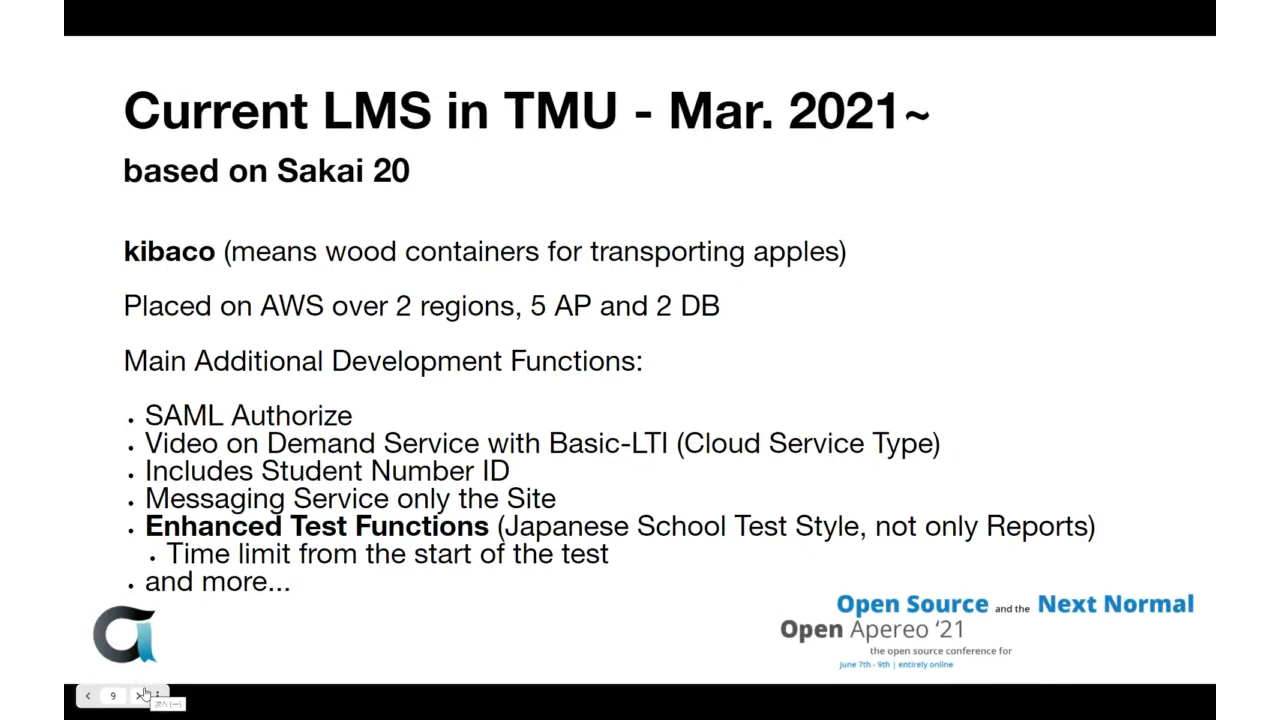 Current LMS in TMU - Mar. 2021~
based on Sakai 20
kibaco (means wood containers for transporting apples)
Placed on AWS over 2 regions, 5 AP and 2 DB
Main Additional Development Functions:
• SAML Authorize
• Video on Demand Service with Basic-LTI (Cloud Service Type)
• Includes Student Number ID
• Messaging Service only the Site
• Enhanced Test Functions (Japanese School Test Style, not only Reports)
• Time limit from the start of the test
• and more...
Open Source and the Next Normal
Open Apereo ‘21
the open source conference for
June 7th - 9th | entirely online
9
次へ (→)